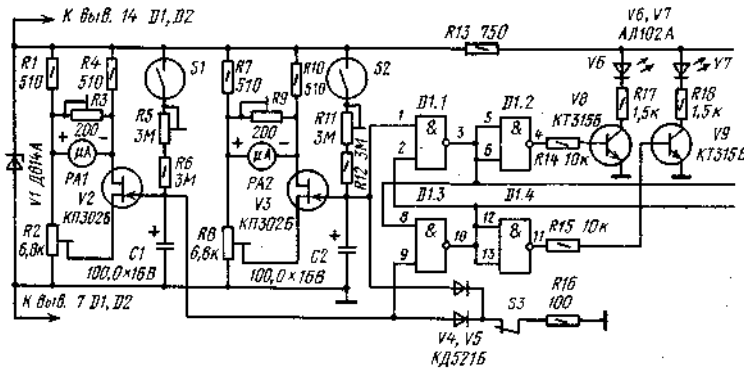 К выв. 14 D1, D2
R13 750
V6, V7
АЛ102А
R1
510
R4
510
S1
R7
510
R10
510
S2
V6
V7
R3
200
+
−
μA
PA1
R5
3М
R6
3М
R9
200
+
−
μA
PA2
R11
3М
R12
3М
1
2
D1.1
&
3
5
6
D1.2
&
4
R14 10к
V8
КТ315Б
R17
1,5к
R18
1,5к
V9
КТ315Б
V1 Д814А
V2
КП302Б
V3
КП302Б
R2
6,8к
R8
6,8к
+
C1
100,0×16В
+
C2
100,0×16В
D1.3
8
9
&
10
D1.4
12
13
&
11
R15 10к
К выв. 7 D1, D2
V4, V5
КД521Б
S3
R16
100